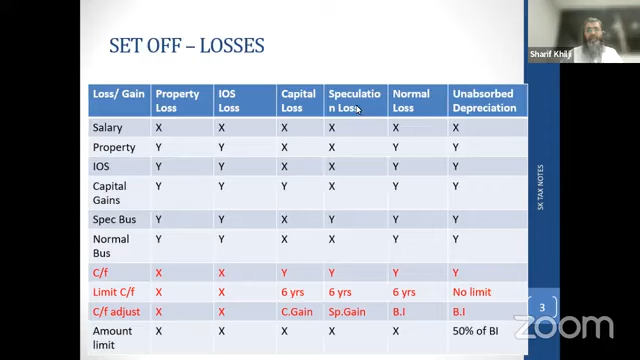 SET OFF – LOSSES
Sharif Khilji
Loss/ Gain Property Loss IOS Loss Capital Loss Speculatio n Loss Normal Loss Unabsorbed Depreciation
Salary X X X X X X
Property Y Y X X Y Y
IOS Y Y X X Y Y
Capital Gains Y Y Y X Y Y
Spec Bus Y Y X Y Y Y
Normal Bus Y Y X X Y Y
C/f X X Y Y Y Y
Limit C/f X X 6 yrs 6 yrs 6 yrs No limit
C/f adjust X X C.Gain Sp.Gain B.I B.I
Amount limit X X X X X 50% of BI
SK TAX NOTES
3
zoom